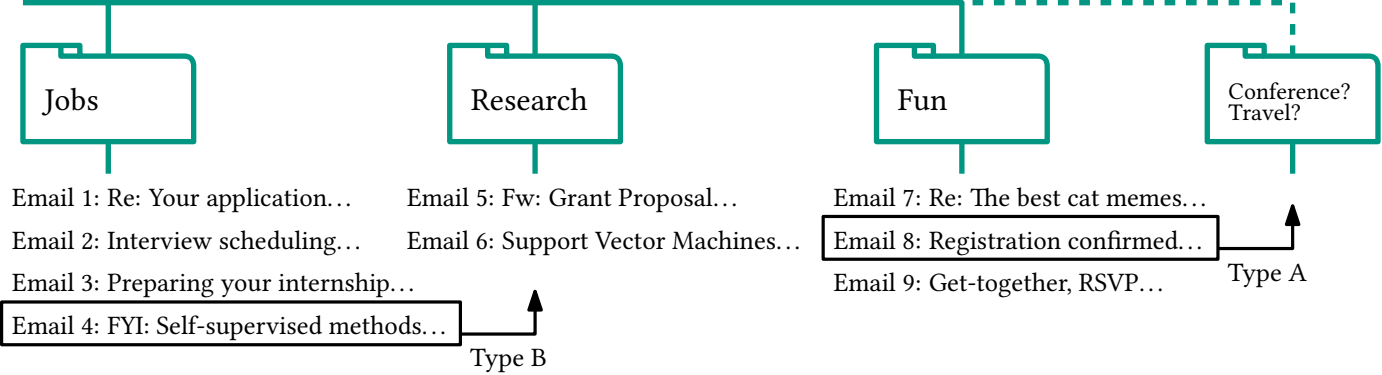 Jobs
Research
Fun
Conference?
Travel?
Email 1: Re: Your application…
Email 2: Interview scheduling…
Email 3: Preparing your internship…
Email 4: FYI: Self-supervised methods…
Type B
Email 5: Fw: Grant Proposal…
Email 6: Support Vector Machines…
Email 7: Re: The best cat memes…
Email 8: Registration confirmed…
Email 9: Get-together, RSVP…
Type A